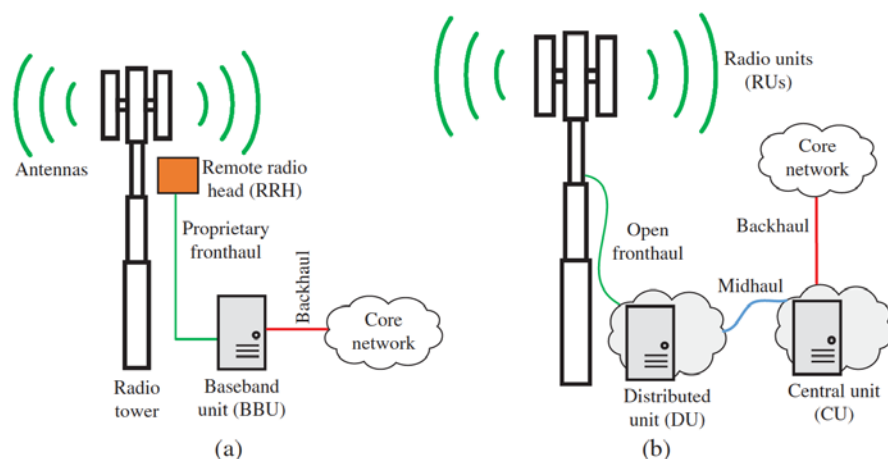 Antennas
Remote radio
head (RRH)
Proprietary
fronthaul
Backhaul
Core
network
Radio
tower
Baseband
unit (BBU)
(a)
Radio units
(RUs)
Core
network
Open
fronthaul
Backhaul
Midhaul
Distributed
unit (DU)
Central unit
(CU)
(b)